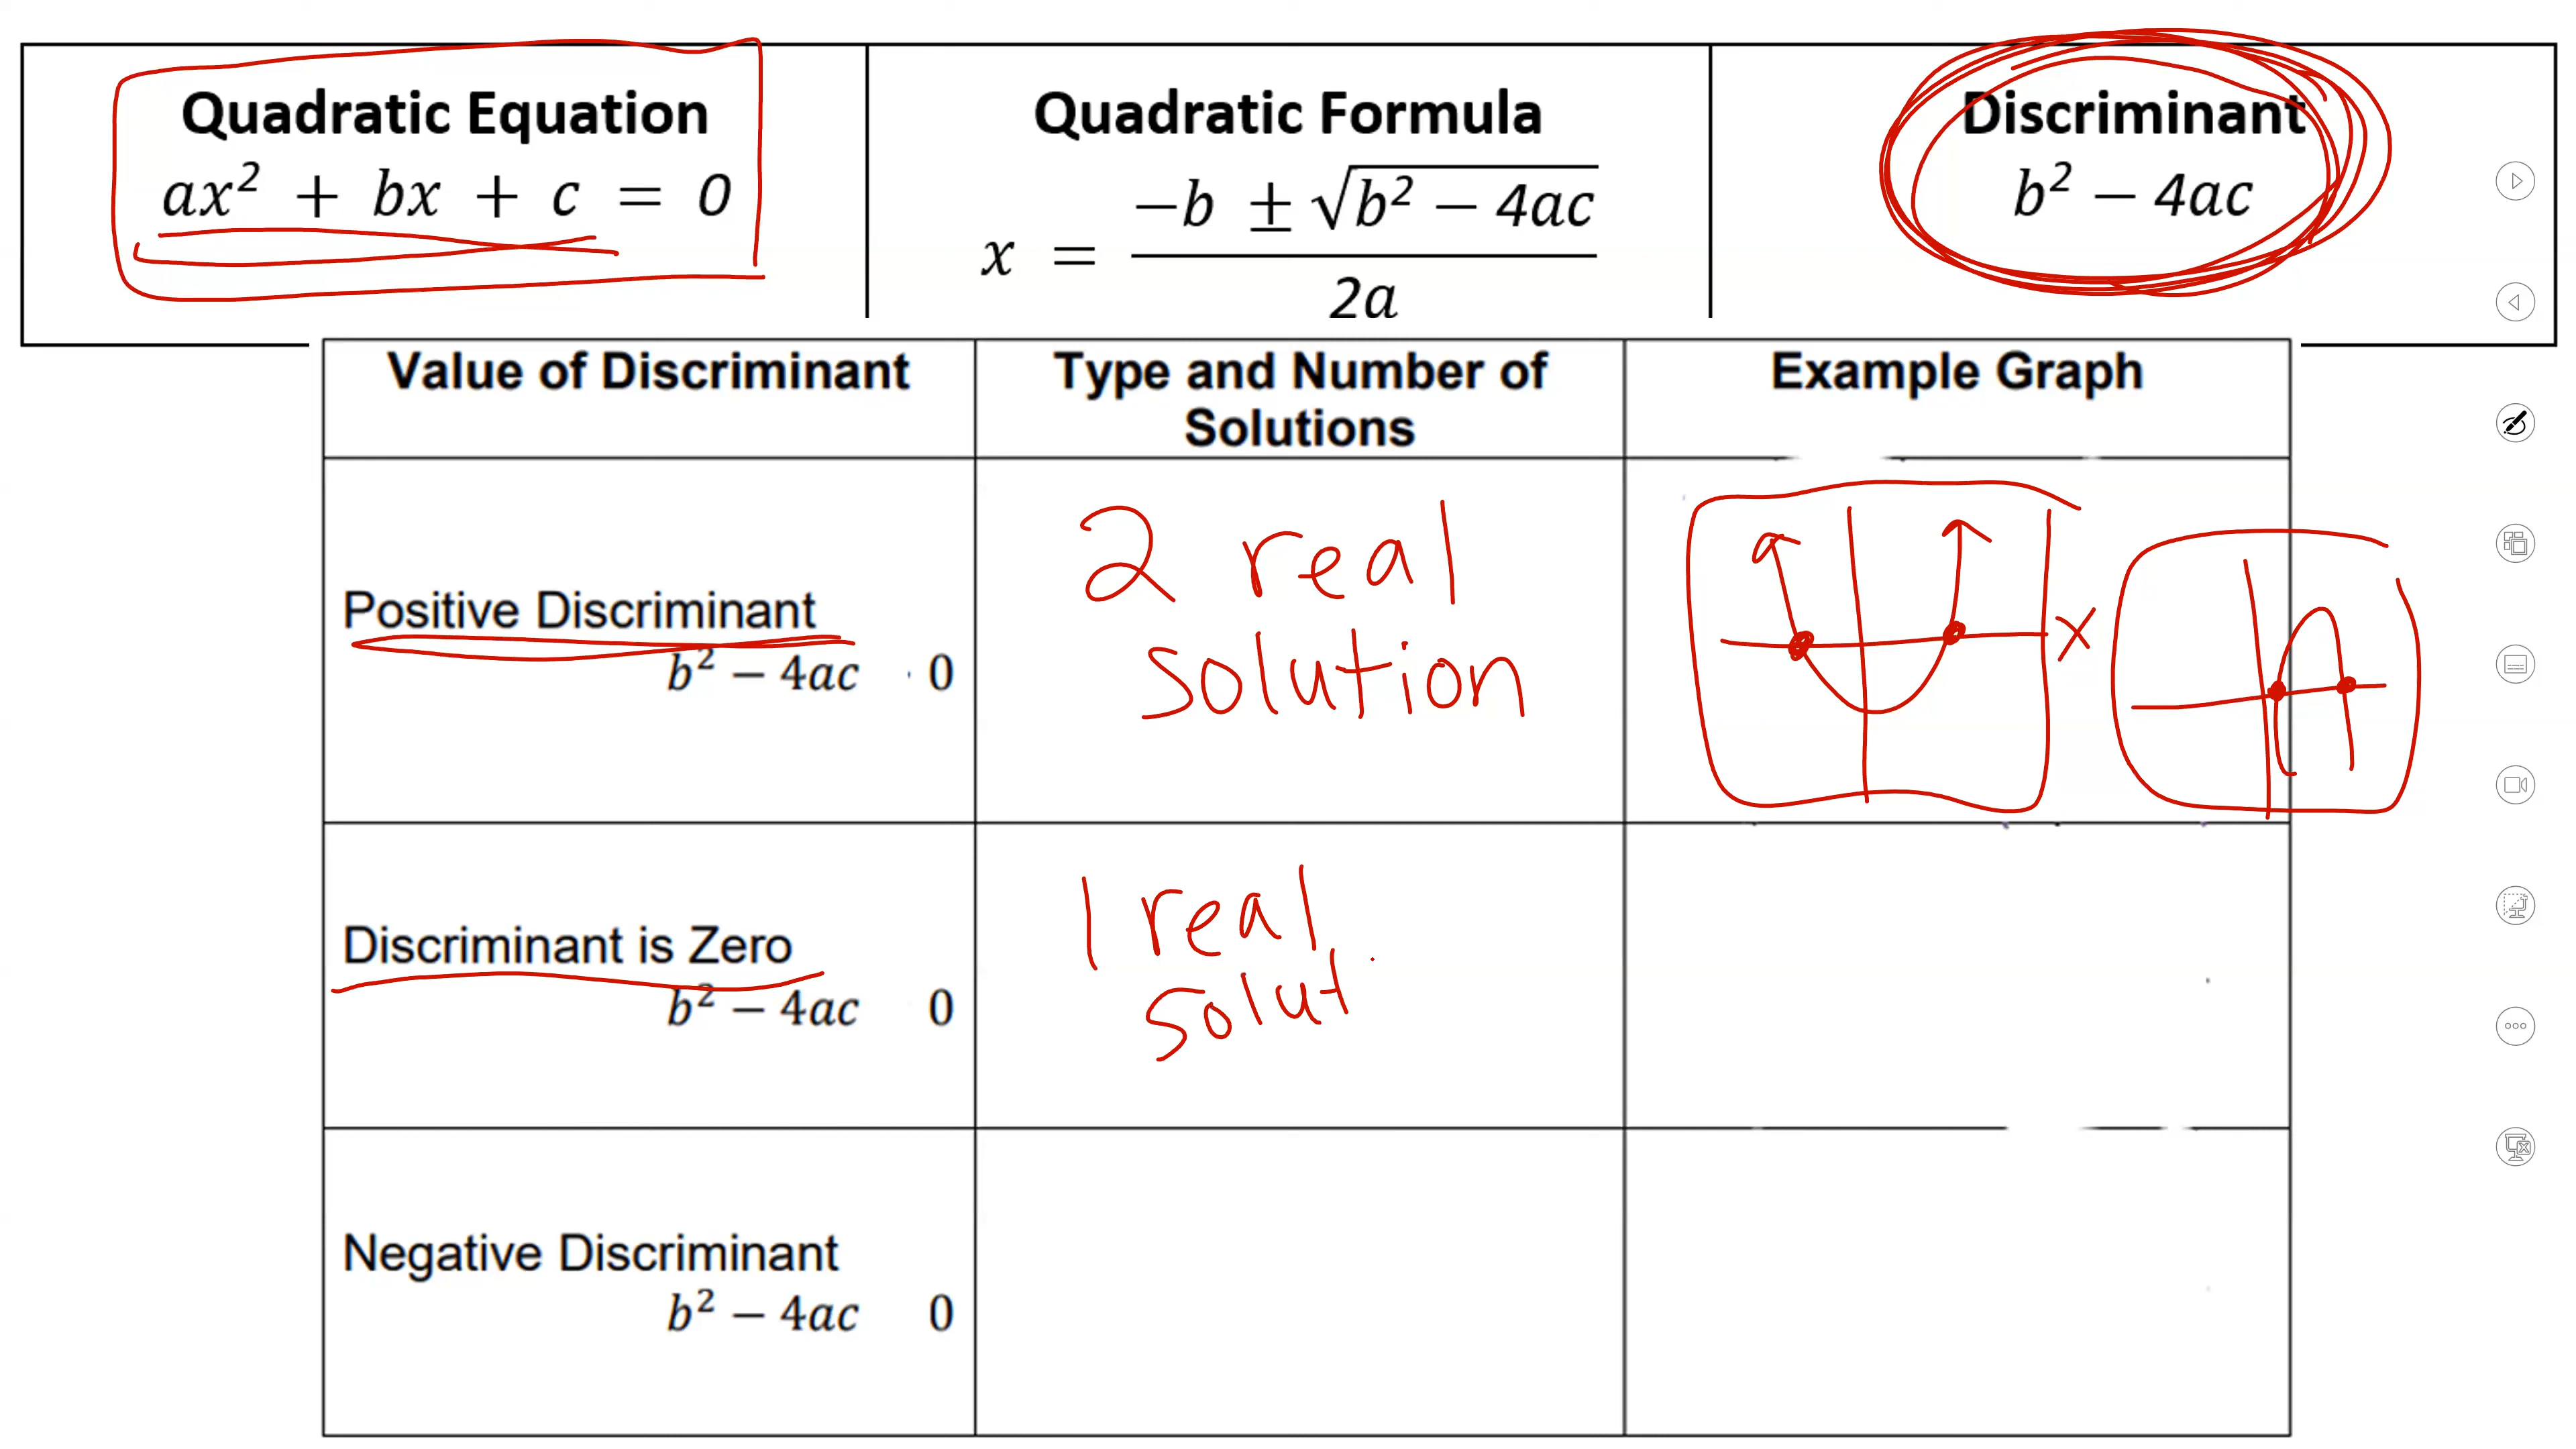 Quadratic Equation
ax² + bx + c = 0
Quadratic Formula
x = (−b ± √(b² − 4ac)) / 2a
Discriminant
b² − 4ac
Value of Discriminant
Type and Number of
Solutions
Example Graph
Positive Discriminant
b² − 4ac 0
2 real
solution
x
Discriminant is Zero
b² − 4ac 0
1 real
solut
Negative Discriminant
b² − 4ac 0